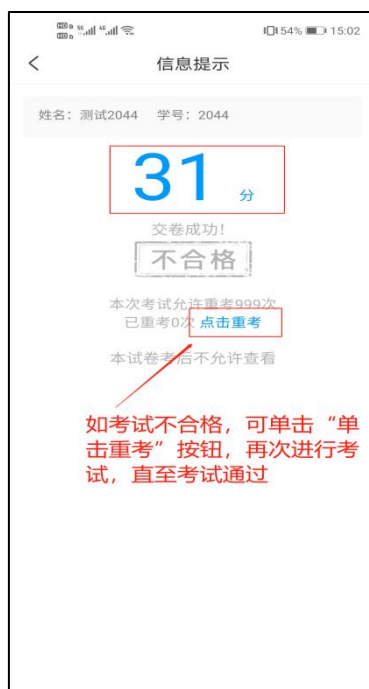 HD 5G 4G 54% 15:02
信息提示
姓名：测试2044 学号：2044
31 分
交卷成功！
不合格
本次考试允许重考999次
已重考0次 点击重考
本试卷考后不允许查看
如考试不合格，可单击“单
击重考”按钮，再次进行考
试，直至考试通过